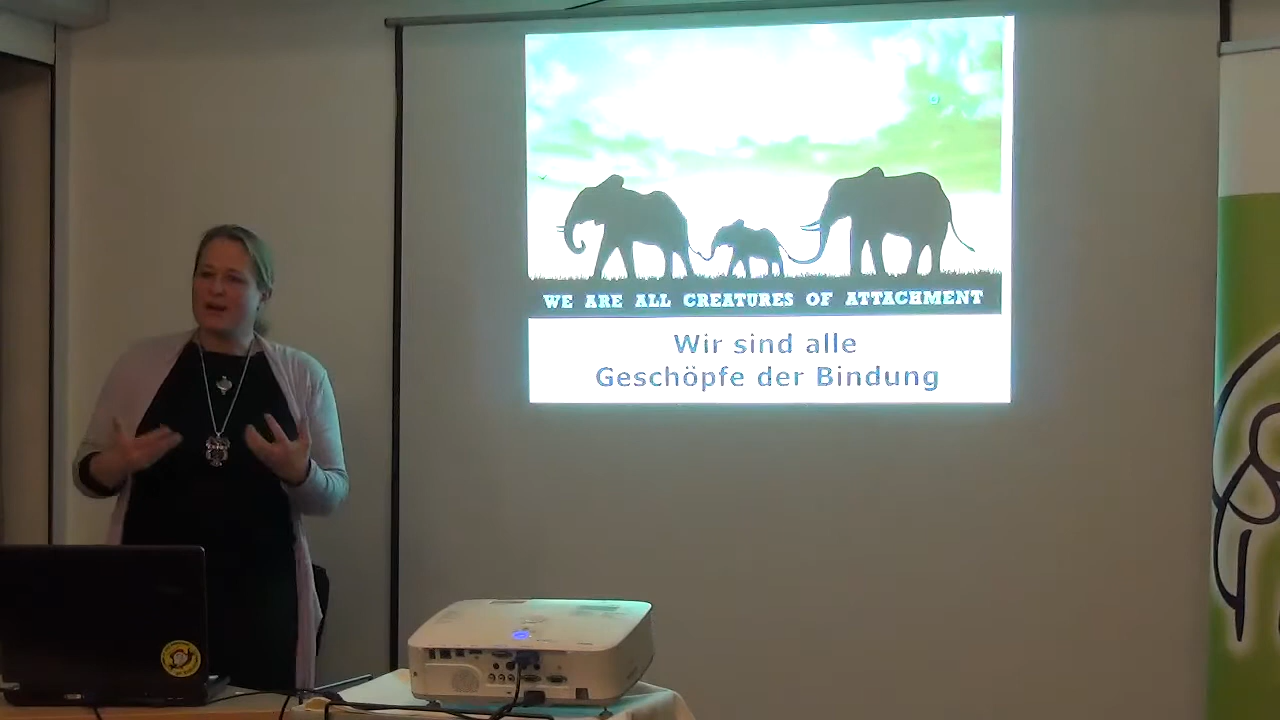 WE ARE ALL CREATURES OF ATTACHMENT
Wir sind alle
Geschöpfe der Bindung